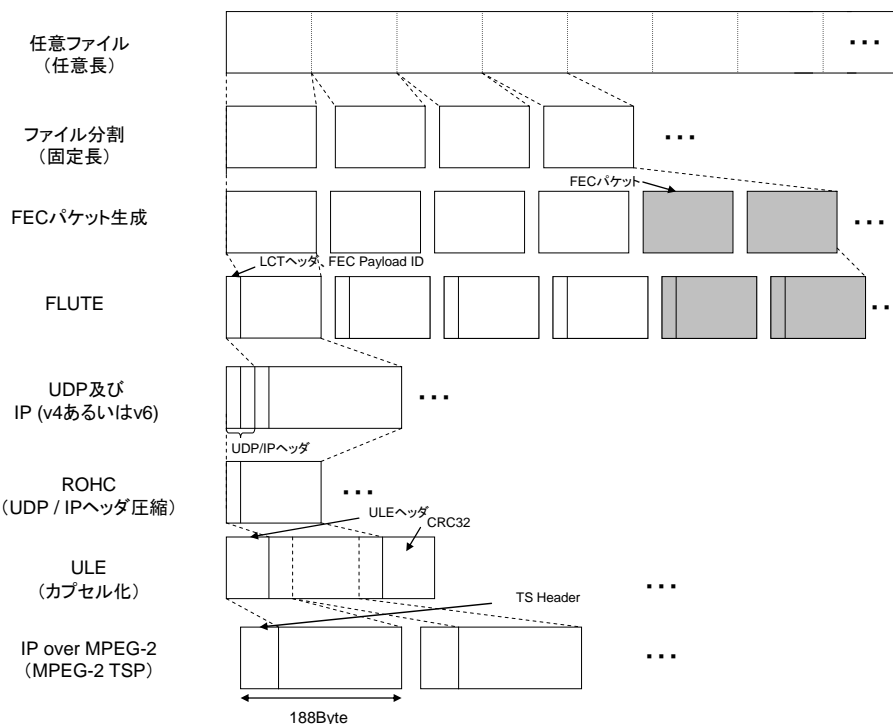 任意ファイル
（任意長）
･･･
ファイル分割
（固定長）
･･･
FECパケット
FECパケット生成
･･･
LCTヘッダ、FEC Payload ID
FLUTE
･･･
UDP及び
IP (v4あるいはv6)
･･･
UDP/IPヘッダ
ROHC
（UDP / IPヘッダ圧縮）
･･･
ULEヘッダ
CRC32
ULE
（カプセル化）
･･･
TS Header
IP over MPEG-2
（MPEG-2 TSP）
･･･
188Byte